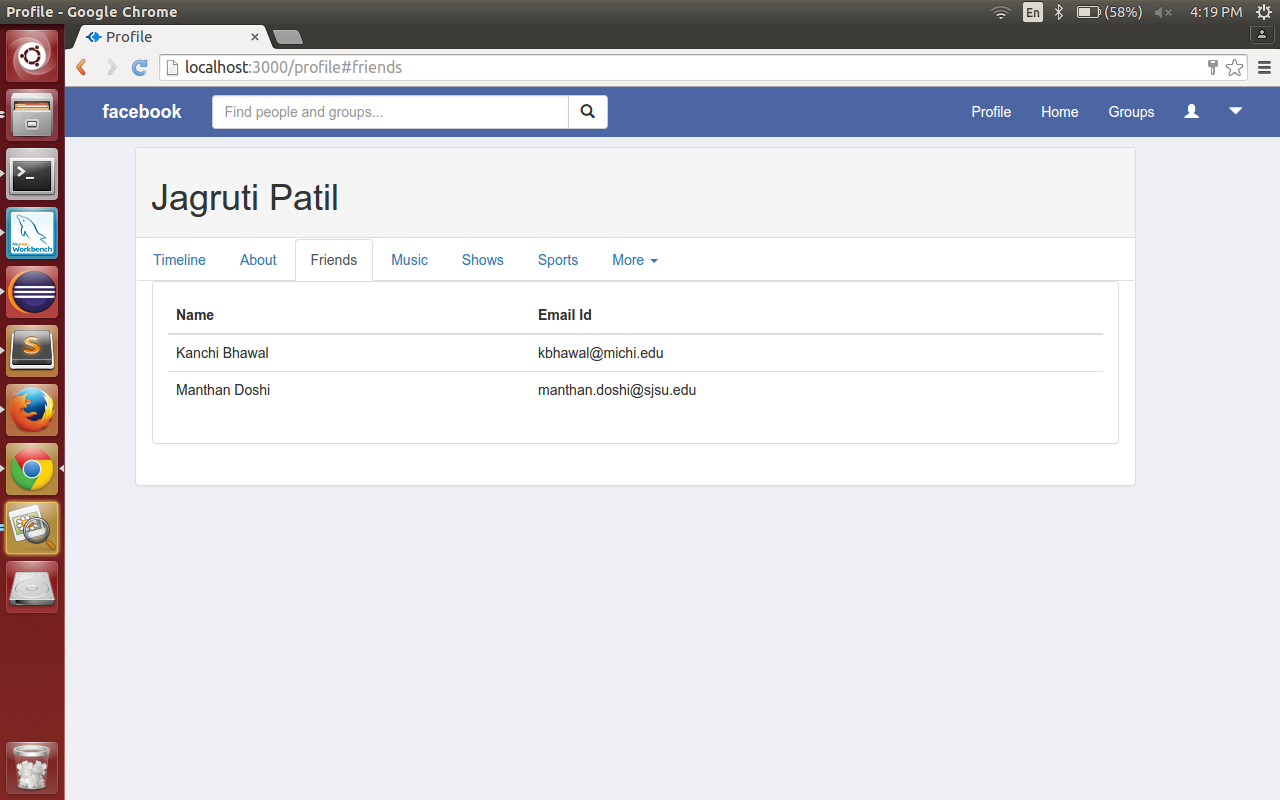 Profile - Google Chrome
En
(58%)
4:19 PM
Profile
localhost:3000/profile#friends
facebook
Find people and groups...
Profile Home Groups
Jagruti Patil
Timeline About Friends Music Shows Sports More
Name Email Id
Kanchi Bhawal kbhawal@michi.edu
Manthan Doshi manthan.doshi@sjsu.edu
>_
Workbench
S